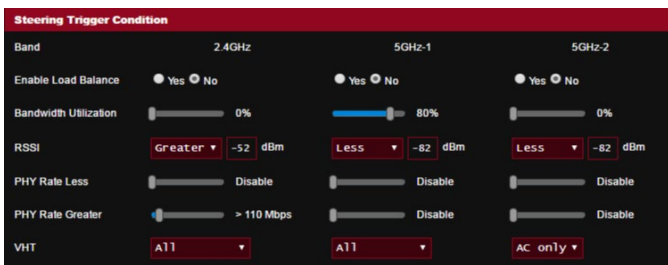 Steering Trigger Condition
Band 2.4GHz 5GHz-1 5GHz-2
Enable Load Balance Yes No Yes No Yes No
Bandwidth Utilization 0% 80% 0%
RSSI Greater -52 dBm Less -82 dBm Less -82 dBm
PHY Rate Less Disable Disable Disable
PHY Rate Greater > 110 Mbps Disable Disable
VHT All All AC only